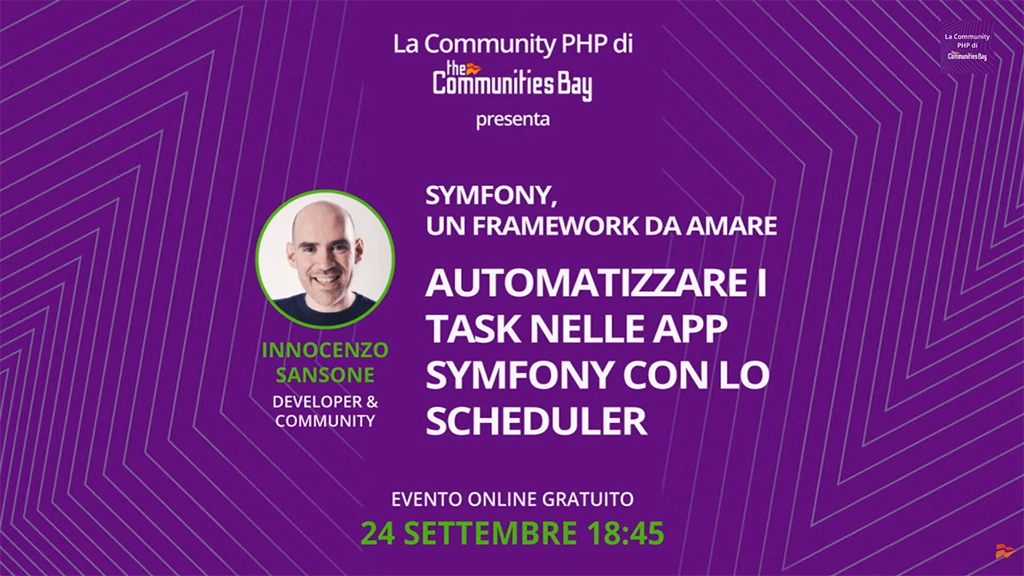 La Community PHP di
the
Communities Bay
presenta
La Community
PHP di
the
Communities Bay
SYMFONY,
UN FRAMEWORK DA AMARE
AUTOMATIZZARE I
TASK NELLE APP
SYMFONY CON LO
SCHEDULER
INNOCENZO
SANSONE
DEVELOPER &
COMMUNITY
EVENTO ONLINE GRATUITO
24 SETTEMBRE 18:45